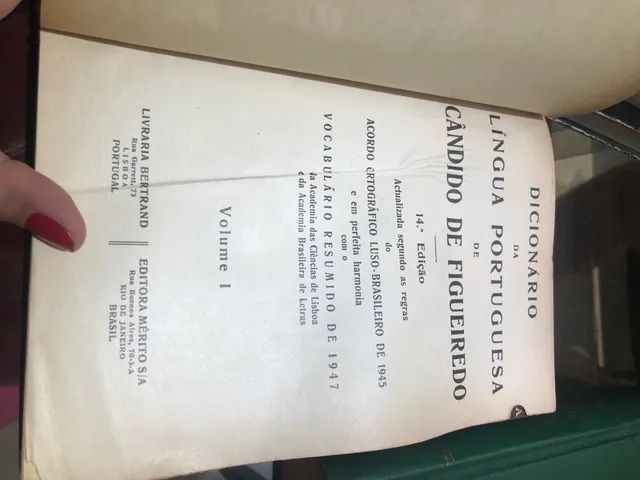 DICIONÁRIO
DA
LÍNGUA PORTUGUESA
DE
CÂNDIDO DE FIGUEIREDO
14.ª Edição
Actualizada segundo as regras
do
ACORDO ORTOGRÁFICO LUSO-BRASILEIRO DE 1945
e em perfeita harmonia
com o
VOCABULÁRIO RESUMIDO DE 1947
da Academia das Ciências de Lisboa
e da Academia Brasileira de Letras
Volume I
LIVRARIA BERTRAND
Rua Garrett, 73
LISBOA
PORTUGAL
EDITORA MÉRITO S/A
Rua Buenos Aires, 70-3.A
RIO DE JANEIRO
BRASIL
A